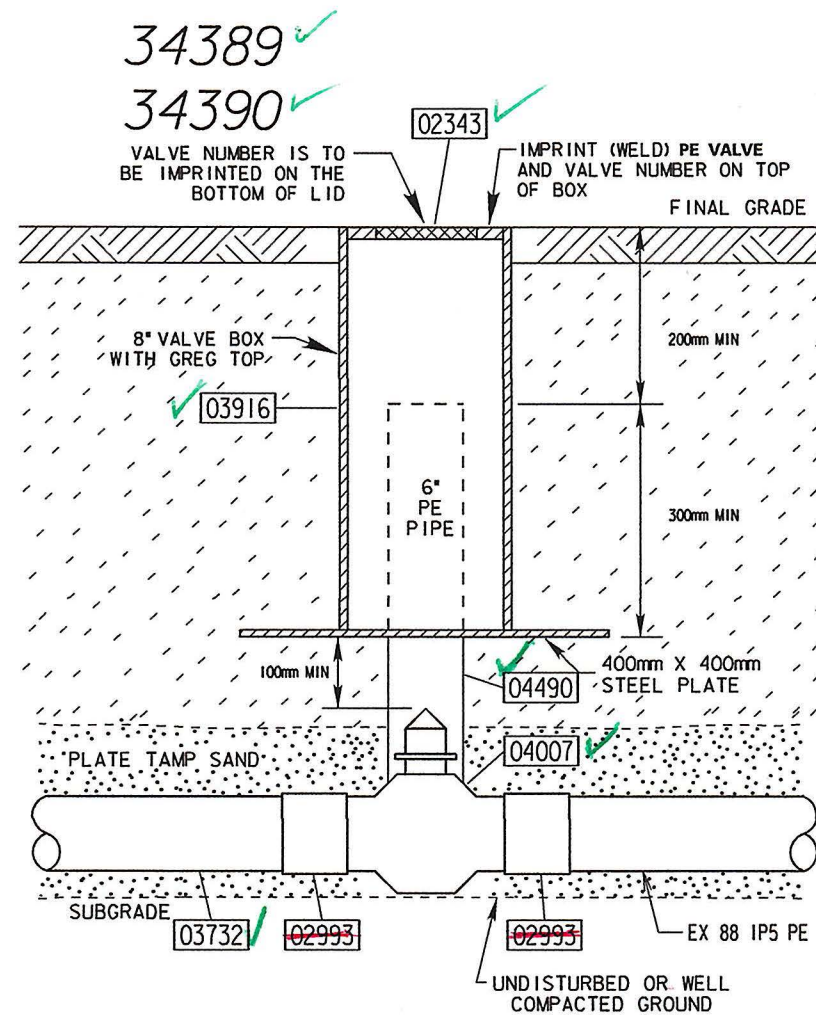 34389
34390
02343
VALVE NUMBER IS TO
BE IMPRINTED ON THE
BOTTOM OF LID
IMPRINT (WELD) PE VALVE
AND VALVE NUMBER ON TOP
OF BOX
FINAL GRADE
8" VALVE BOX
WITH GREG TOP
200mm MIN
03916
6"
PE
PIPE
300mm MIN
100mm MIN
04490
400mm X 400mm
STEEL PLATE
PLATE TAMP SAND
04007
SUBGRADE
03732
02993
02993
EX 88 IP5 PE
UNDISTURBED OR WELL
COMPACTED GROUND